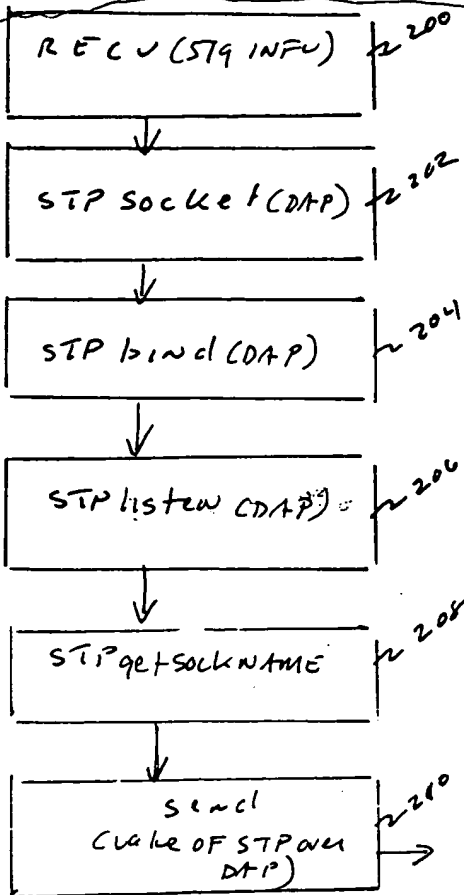 RECV (STQ INFO)
200
STP socket (DAP)
202
STP bind (DAP)
204
STP listen (DAP)
206
STP getsockNAME
208
send
210
(value OF STP over
DAP)